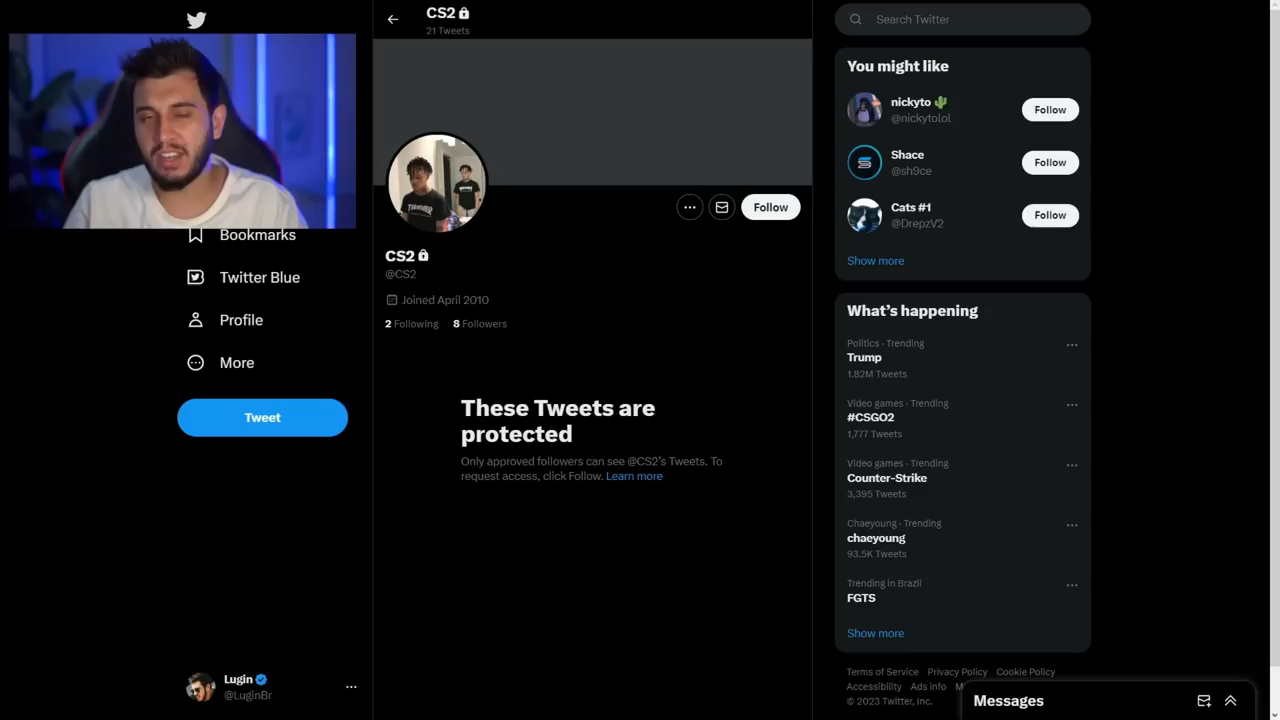 Bookmarks
Twitter Blue
Profile
More
Tweet
Lugin
@LuginBr
CS2
21 Tweets
Follow
CS2
@CS2
Joined April 2010
2 Following 8 Followers
These Tweets are
protected
Only approved followers can see @CS2's Tweets. To
request access, click Follow. Learn more
Search Twitter
You might like
nickyto
@nickytolol
Follow
Shace
@sh9ce
Follow
Cats #1
@DrepzV2
Follow
Show more
What's happening
Politics · Trending
Trump
1.82M Tweets
Video games · Trending
#CSGO2
1,777 Tweets
Video games · Trending
Counter-Strike
3,395 Tweets
Chaeyoung · Trending
chaeyoung
93.5K Tweets
Trending in Brazil
FGTS
Show more
Terms of Service Privacy Policy Cookie Policy
Accessibility Ads info
© 2023 Twitter, Inc.
Messages